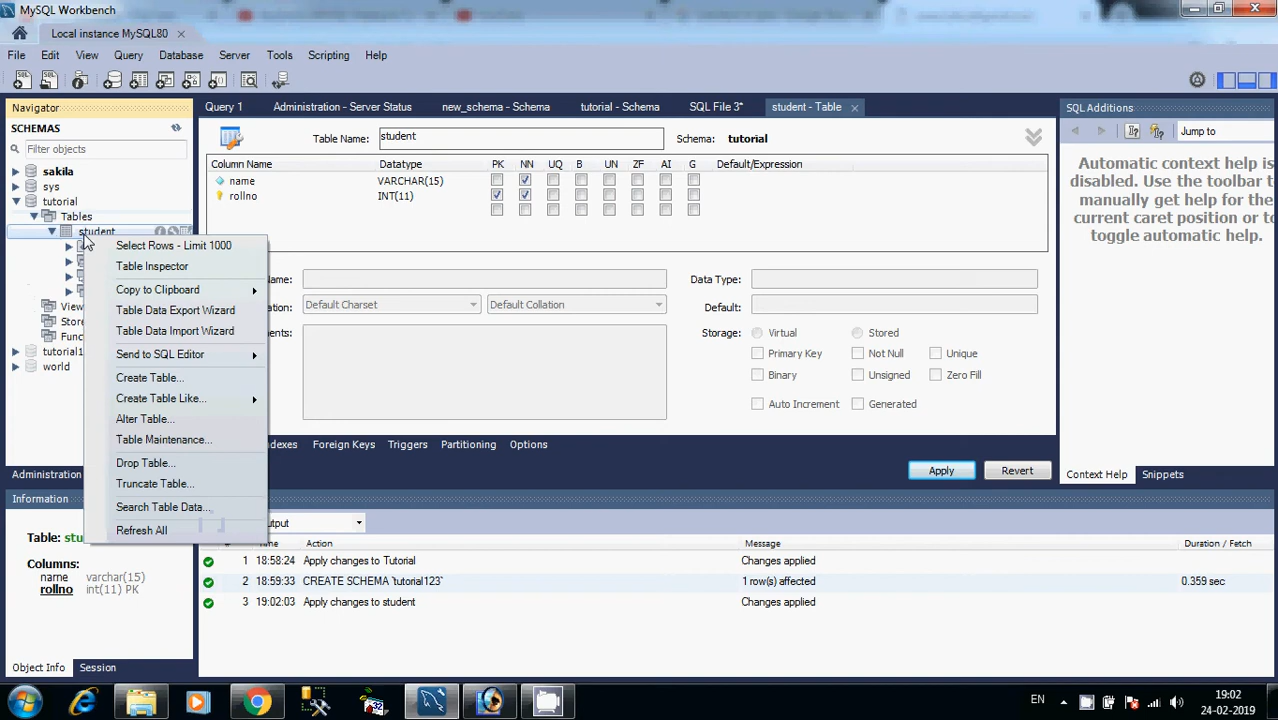 MySQL Workbench
Local instance MySQL80
File Edit View Query Database Server Tools Scripting Help
Navigator
SCHEMAS
Filter objects
sakila
sys
tutorial
Tables
student
View
Store
Func
tutorial1
world
Administration
Select Rows - Limit 1000
Table Inspector
Copy to Clipboard
Table Data Export Wizard
Table Data Import Wizard
Send to SQL Editor
Create Table...
Create Table Like...
Alter Table...
Table Maintenance...
Drop Table...
Truncate Table...
Search Table Data...
Refresh All
Query 1 Administration - Server Status new_schema - Schema tutorial - Schema SQL File 3* student - Table
Table Name: student Schema: tutorial
Column Name Datatype PK NN UQ B UN ZF AI G Default/Expression
name VARCHAR(15)
rollno INT(11)
Name: Data Type:
ation: Default Charset Default Collation Default:
ments: Storage: Virtual Stored
Primary Key Not Null Unique
Binary Unsigned Zero Fill
Auto Increment Generated
ndexes Foreign Keys Triggers Partitioning Options
Apply Revert
SQL Additions
Jump to
Automatic context help is
disabled. Use the toolbar t
manually get help for the
current caret position or to
toggle automatic help.
Context Help Snippets
Information
Table: stu
Columns:
name varchar(15)
rollno int(11) PK
Object Info Session
utput
# Time Action Message Duration / Fetch
1 18:58:24 Apply changes to Tutorial Changes applied
2 18:59:33 CREATE SCHEMA `tutorial123` 1 row(s) affected 0.359 sec
3 19:02:03 Apply changes to student Changes applied
32
EN
19:02
24-02-2019